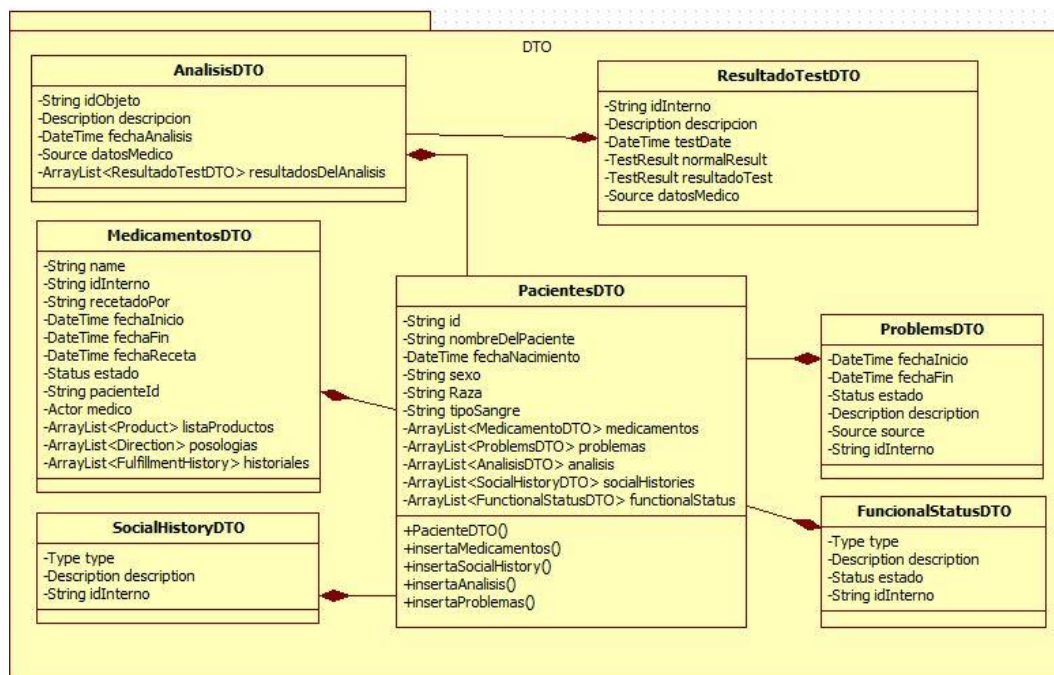 DTO
AnalisisDTO
-String idObjeto
-Description descripcion
-DateTime fechaAnalisis
-Source datosMedico
-ArrayList<ResultadoTestDTO> resultadosDelAnalisis
ResultadoTestDTO
-String idInterno
-Description descripcion
-DateTime testDate
-TestResult normalResult
-TestResult resultadoTest
-Source datosMedico
MedicamentosDTO
-String name
-String idInterno
-String recetadoPor
-DateTime fechaInicio
-DateTime fechaFin
-DateTime fechaReceta
-Status estado
-String pacienteId
-Actor medico
-ArrayList<Product> listaProductos
-ArrayList<Direction> posologias
-ArrayList<FulfillmentHistory> historiales
PacientesDTO
-String id
-String nombreDelPaciente
-DateTime fechaNacimiento
-String sexo
-String Raza
-String tipoSangre
-ArrayList<MedicamentoDTO> medicamentos
-ArrayList<ProblemsDTO> problemas
-ArrayList<AnalisisDTO> analisis
-ArrayList<SocialHistoryDTO> socialHistories
-ArrayList<FunctionalStatusDTO> functionalStatus
+PacienteDTO()
+insertaMedicamentos()
+insertaSocialHistory()
+insertaAnalisis()
+insertaProblemas()
ProblemsDTO
-DateTime fechaInicio
-DateTime fechaFin
-Status estado
-Description description
-Source source
-String idInterno
SocialHistoryDTO
-Type type
-Description description
-String idInterno
FuncionalStatusDTO
-Type type
-Description description
-Status estado
-String idInterno